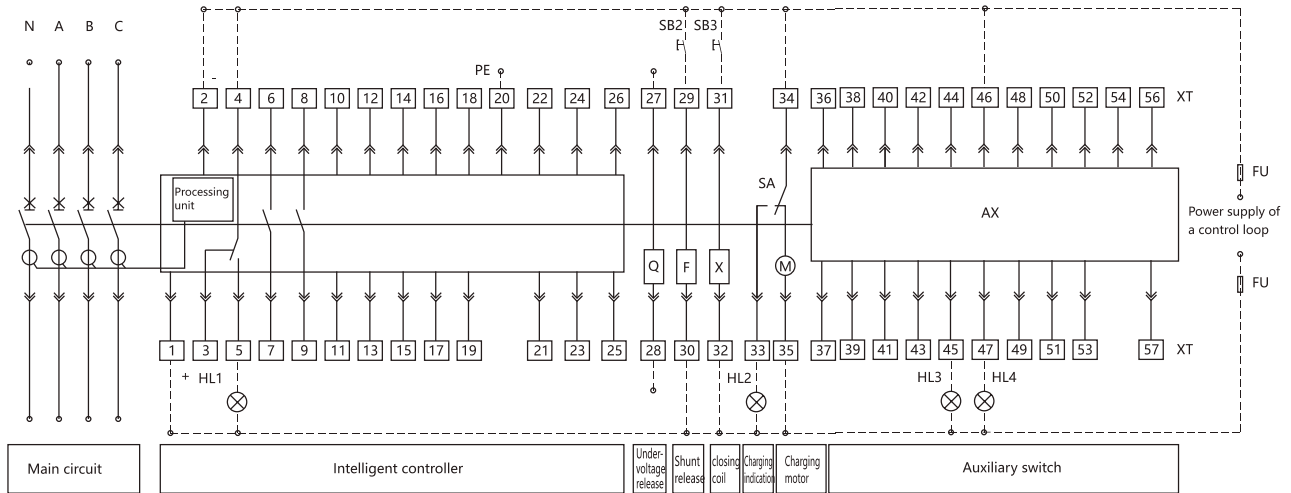 N A B C
SB2 SB3
PE
-
2 4 6 8 10 12 14 16 18 20 22 24 26 27 29 31 34 36 38 40 42 44 46 48 50 52 54 56 XT
Processing
unit
SA
AX
FU
Power supply of
a control loop
Q F X M
FU
1 3 5 7 9 11 13 15 17 19 21 23 25 28 30 32 33 35 37 39 41 43 45 47 49 51 53 57 XT
+ HL1 HL2 HL3 HL4
Main circuit
Intelligent controller
Under-
voltage
release
Shunt
release
closing
coil
Charging
indication
Charging
motor
Auxiliary switch